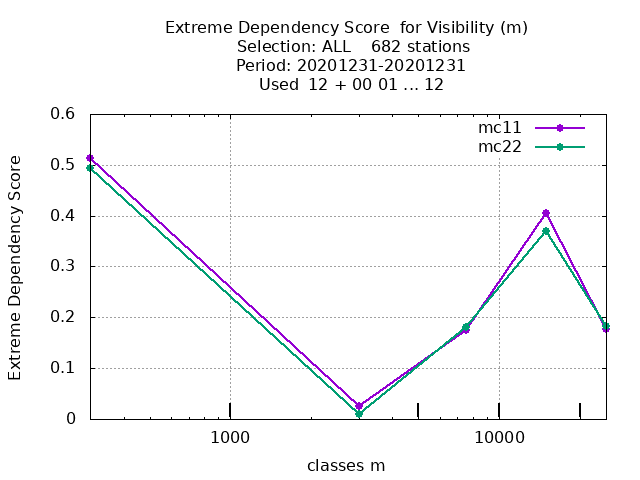 Extreme Dependency Score  for Visibility (m)
Selection: ALL    682 stations
Period: 20201231-20201231
Used  12 + 00 01 ... 12
mc11
mc22
0.6
0.5
0.4
0.3
0.2
0.1
0
Extreme Dependency Score
1000
10000
classes m